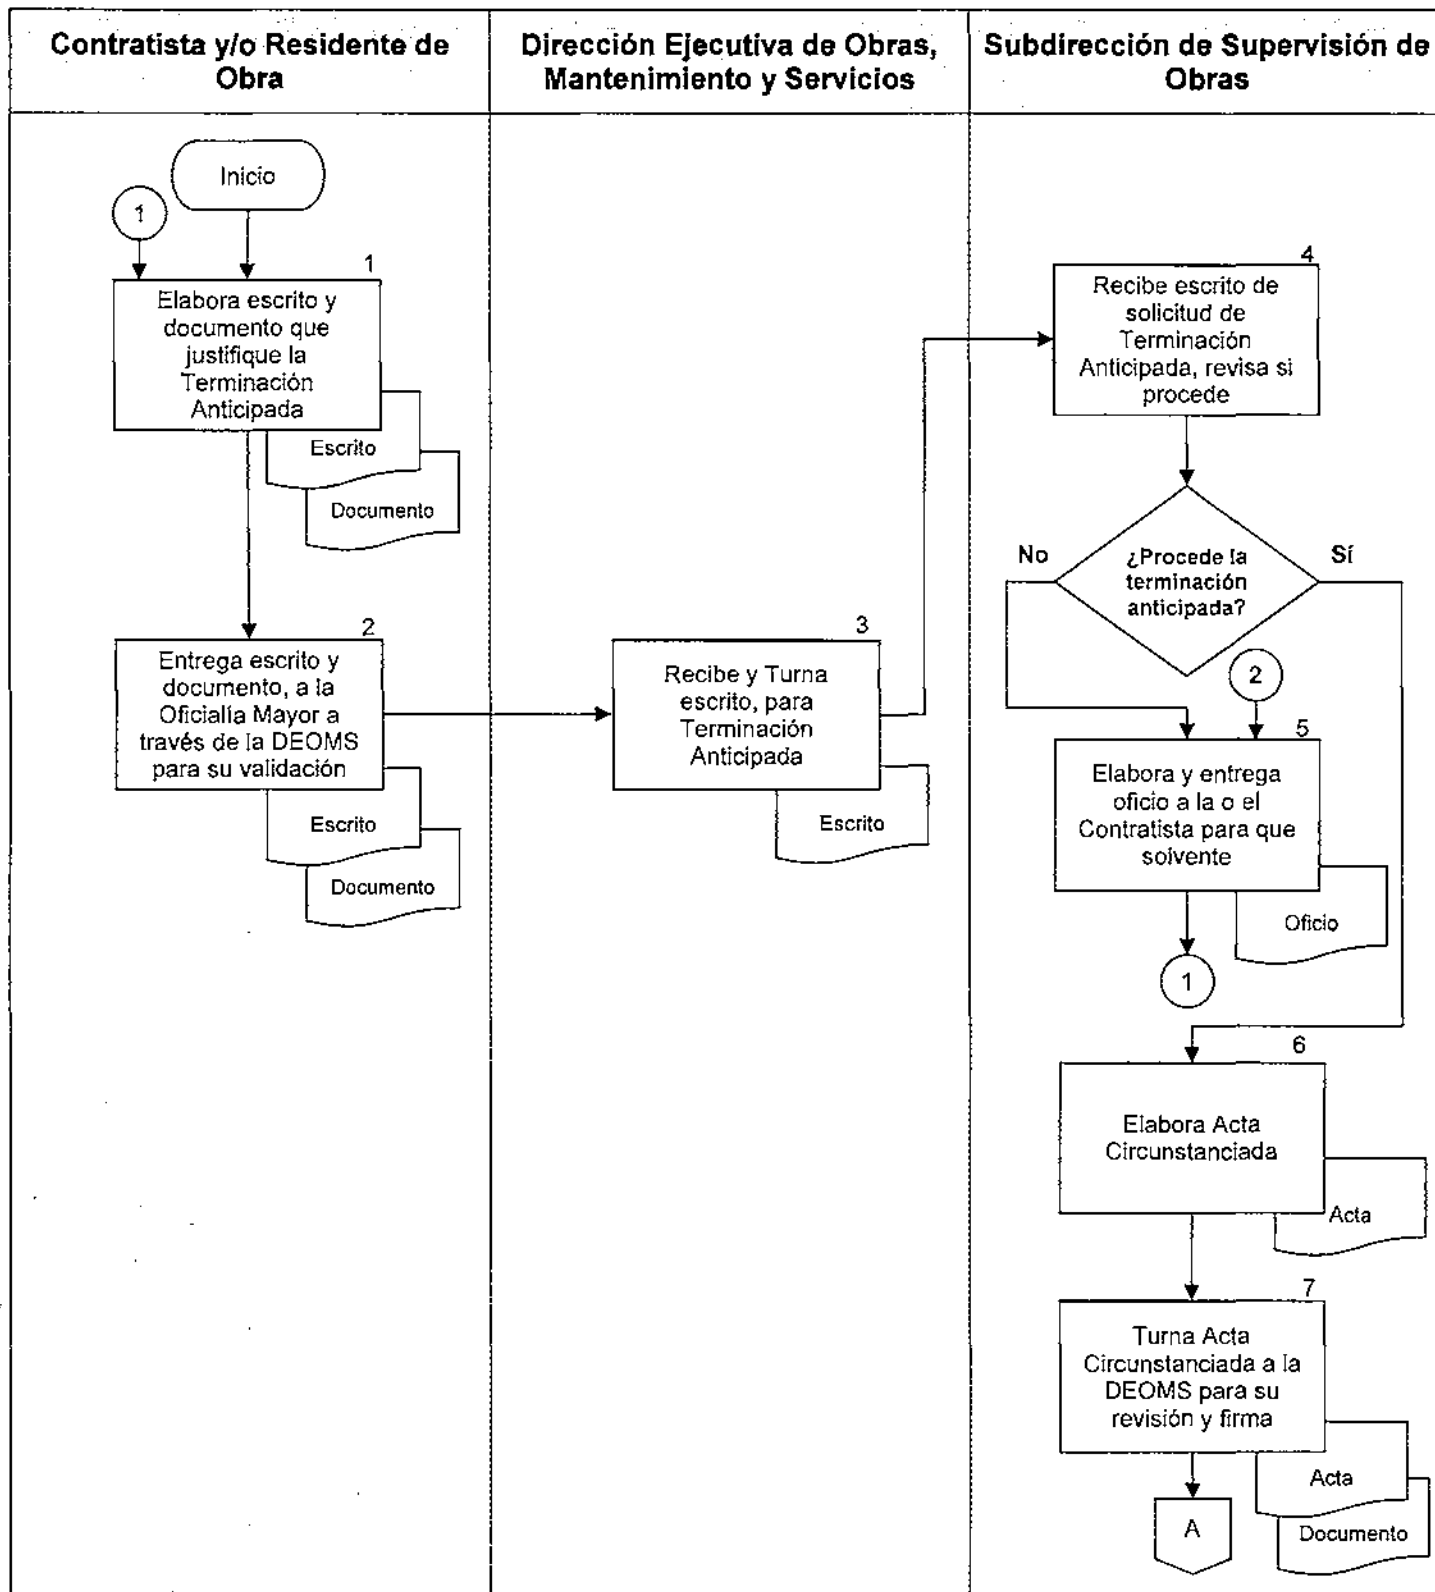 Contratista y/o Residente de
Obra
Dirección Ejecutiva de Obras,
Mantenimiento y Servicios
Subdirección de Supervisión de
Obras
Inicio
1
1
Elabora escrito y
documento que
justifique la
Terminación
Anticipada
Escrito
Documento
2
Entrega escrito y
documento, a la
Oficialía Mayor a
través de la DEOMS
para su validación
Escrito
Documento
3
Recibe y Turna
escrito, para
Terminación
Anticipada
Escrito
4
Recibe escrito de
solicitud de
Terminación
Anticipada, revisa si
procede
No
¿Procede la
terminación
anticipada?
Sí
2
5
Elabora y entrega
oficio a la o el
Contratista para que
solvente
Oficio
1
6
Elabora Acta
Circunstanciada
Acta
7
Turna Acta
Circunstanciada a la
DEOMS para su
revisión y firma
Acta
Documento
A